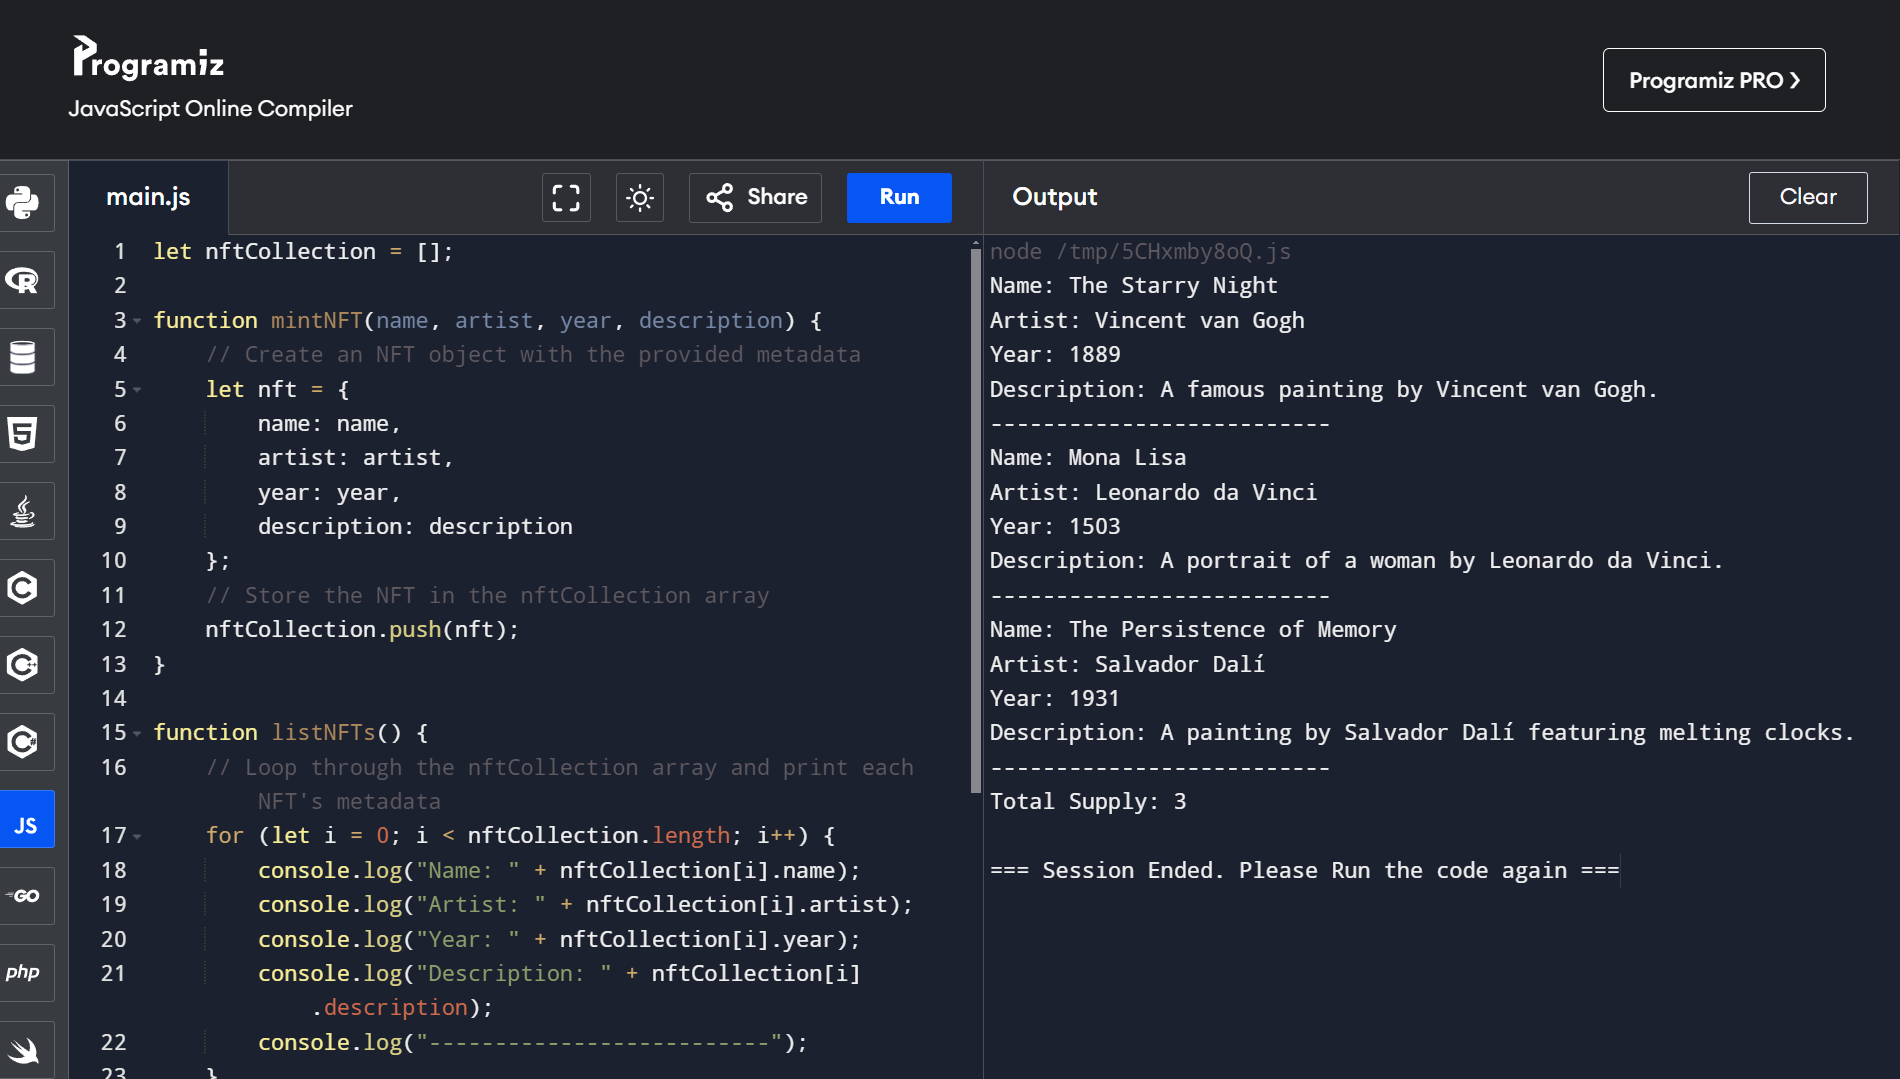 Programiz
JavaScript Online Compiler
Programiz PRO ❯
main.js
Share
Run
Output
Clear
1 let nftCollection = [];
2
3 function mintNFT(name, artist, year, description) {
4 // Create an NFT object with the provided metadata
5 let nft = {
6 name: name,
7 artist: artist,
8 year: year,
9 description: description
10 };
11 // Store the NFT in the nftCollection array
12 nftCollection.push(nft);
13 }
14
15 function listNFTs() {
16 // Loop through the nftCollection array and print each
NFT's metadata
17 for (let i = 0; i < nftCollection.length; i++) {
18 console.log("Name: " + nftCollection[i].name);
19 console.log("Artist: " + nftCollection[i].artist);
20 console.log("Year: " + nftCollection[i].year);
21 console.log("Description: " + nftCollection[i]
.description);
22 console.log("--------------------------");
23 }
node /tmp/5CHxmby8oQ.js
Name: The Starry Night
Artist: Vincent van Gogh
Year: 1889
Description: A famous painting by Vincent van Gogh.
--------------------------
Name: Mona Lisa
Artist: Leonardo da Vinci
Year: 1503
Description: A portrait of a woman by Leonardo da Vinci.
--------------------------
Name: The Persistence of Memory
Artist: Salvador Dalí
Year: 1931
Description: A painting by Salvador Dalí featuring melting clocks.
--------------------------
Total Supply: 3
=== Session Ended. Please Run the code again ===
R
5
C
C++
C#
JS
GO
php